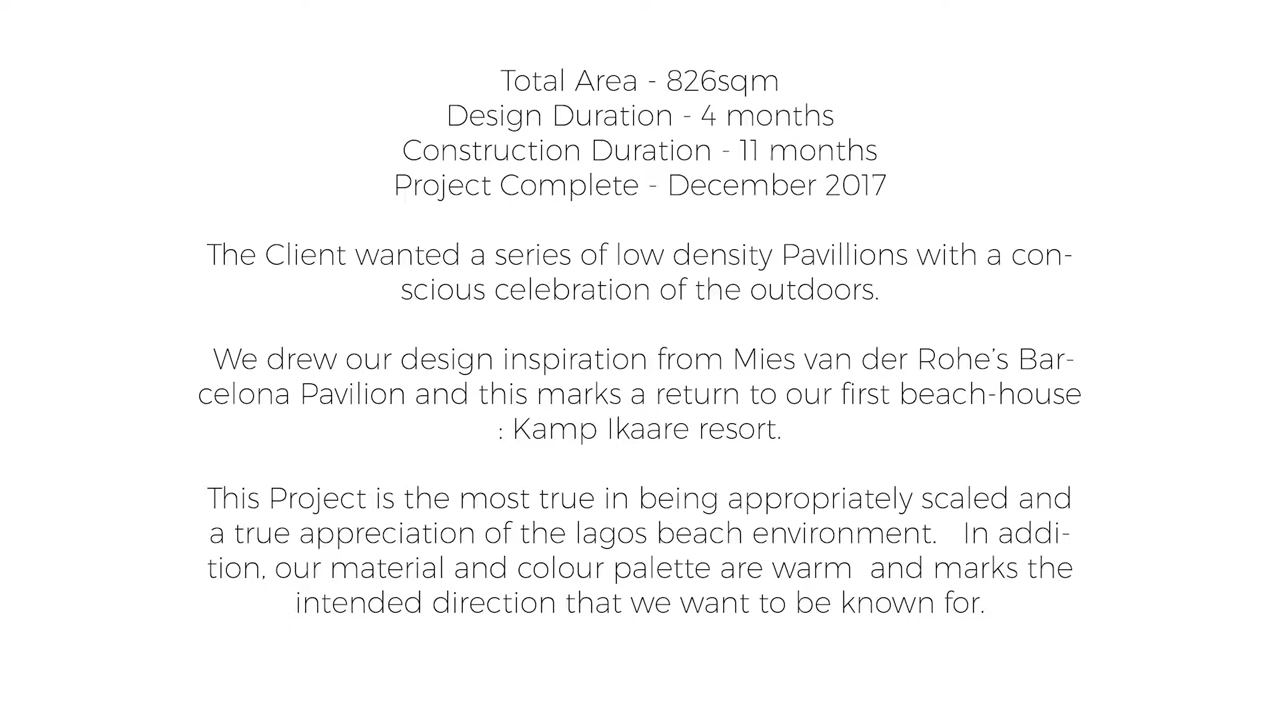 Total Area - 826sqm
Design Duration - 4 months
Construction Duration - 11 months
Project Complete - December 2017
The Client wanted a series of low density Pavillions with a con-
scious celebration of the outdoors.
We drew our design inspiration from Mies van der Rohe's Bar-
celona Pavilion and this marks a return to our first beach-house
: Kamp Ikaare resort.
This Project is the most true in being appropriately scaled and
a true appreciation of the lagos beach environment.   In addi-
tion, our material and colour palette are warm  and marks the
intended direction that we want to be known for.